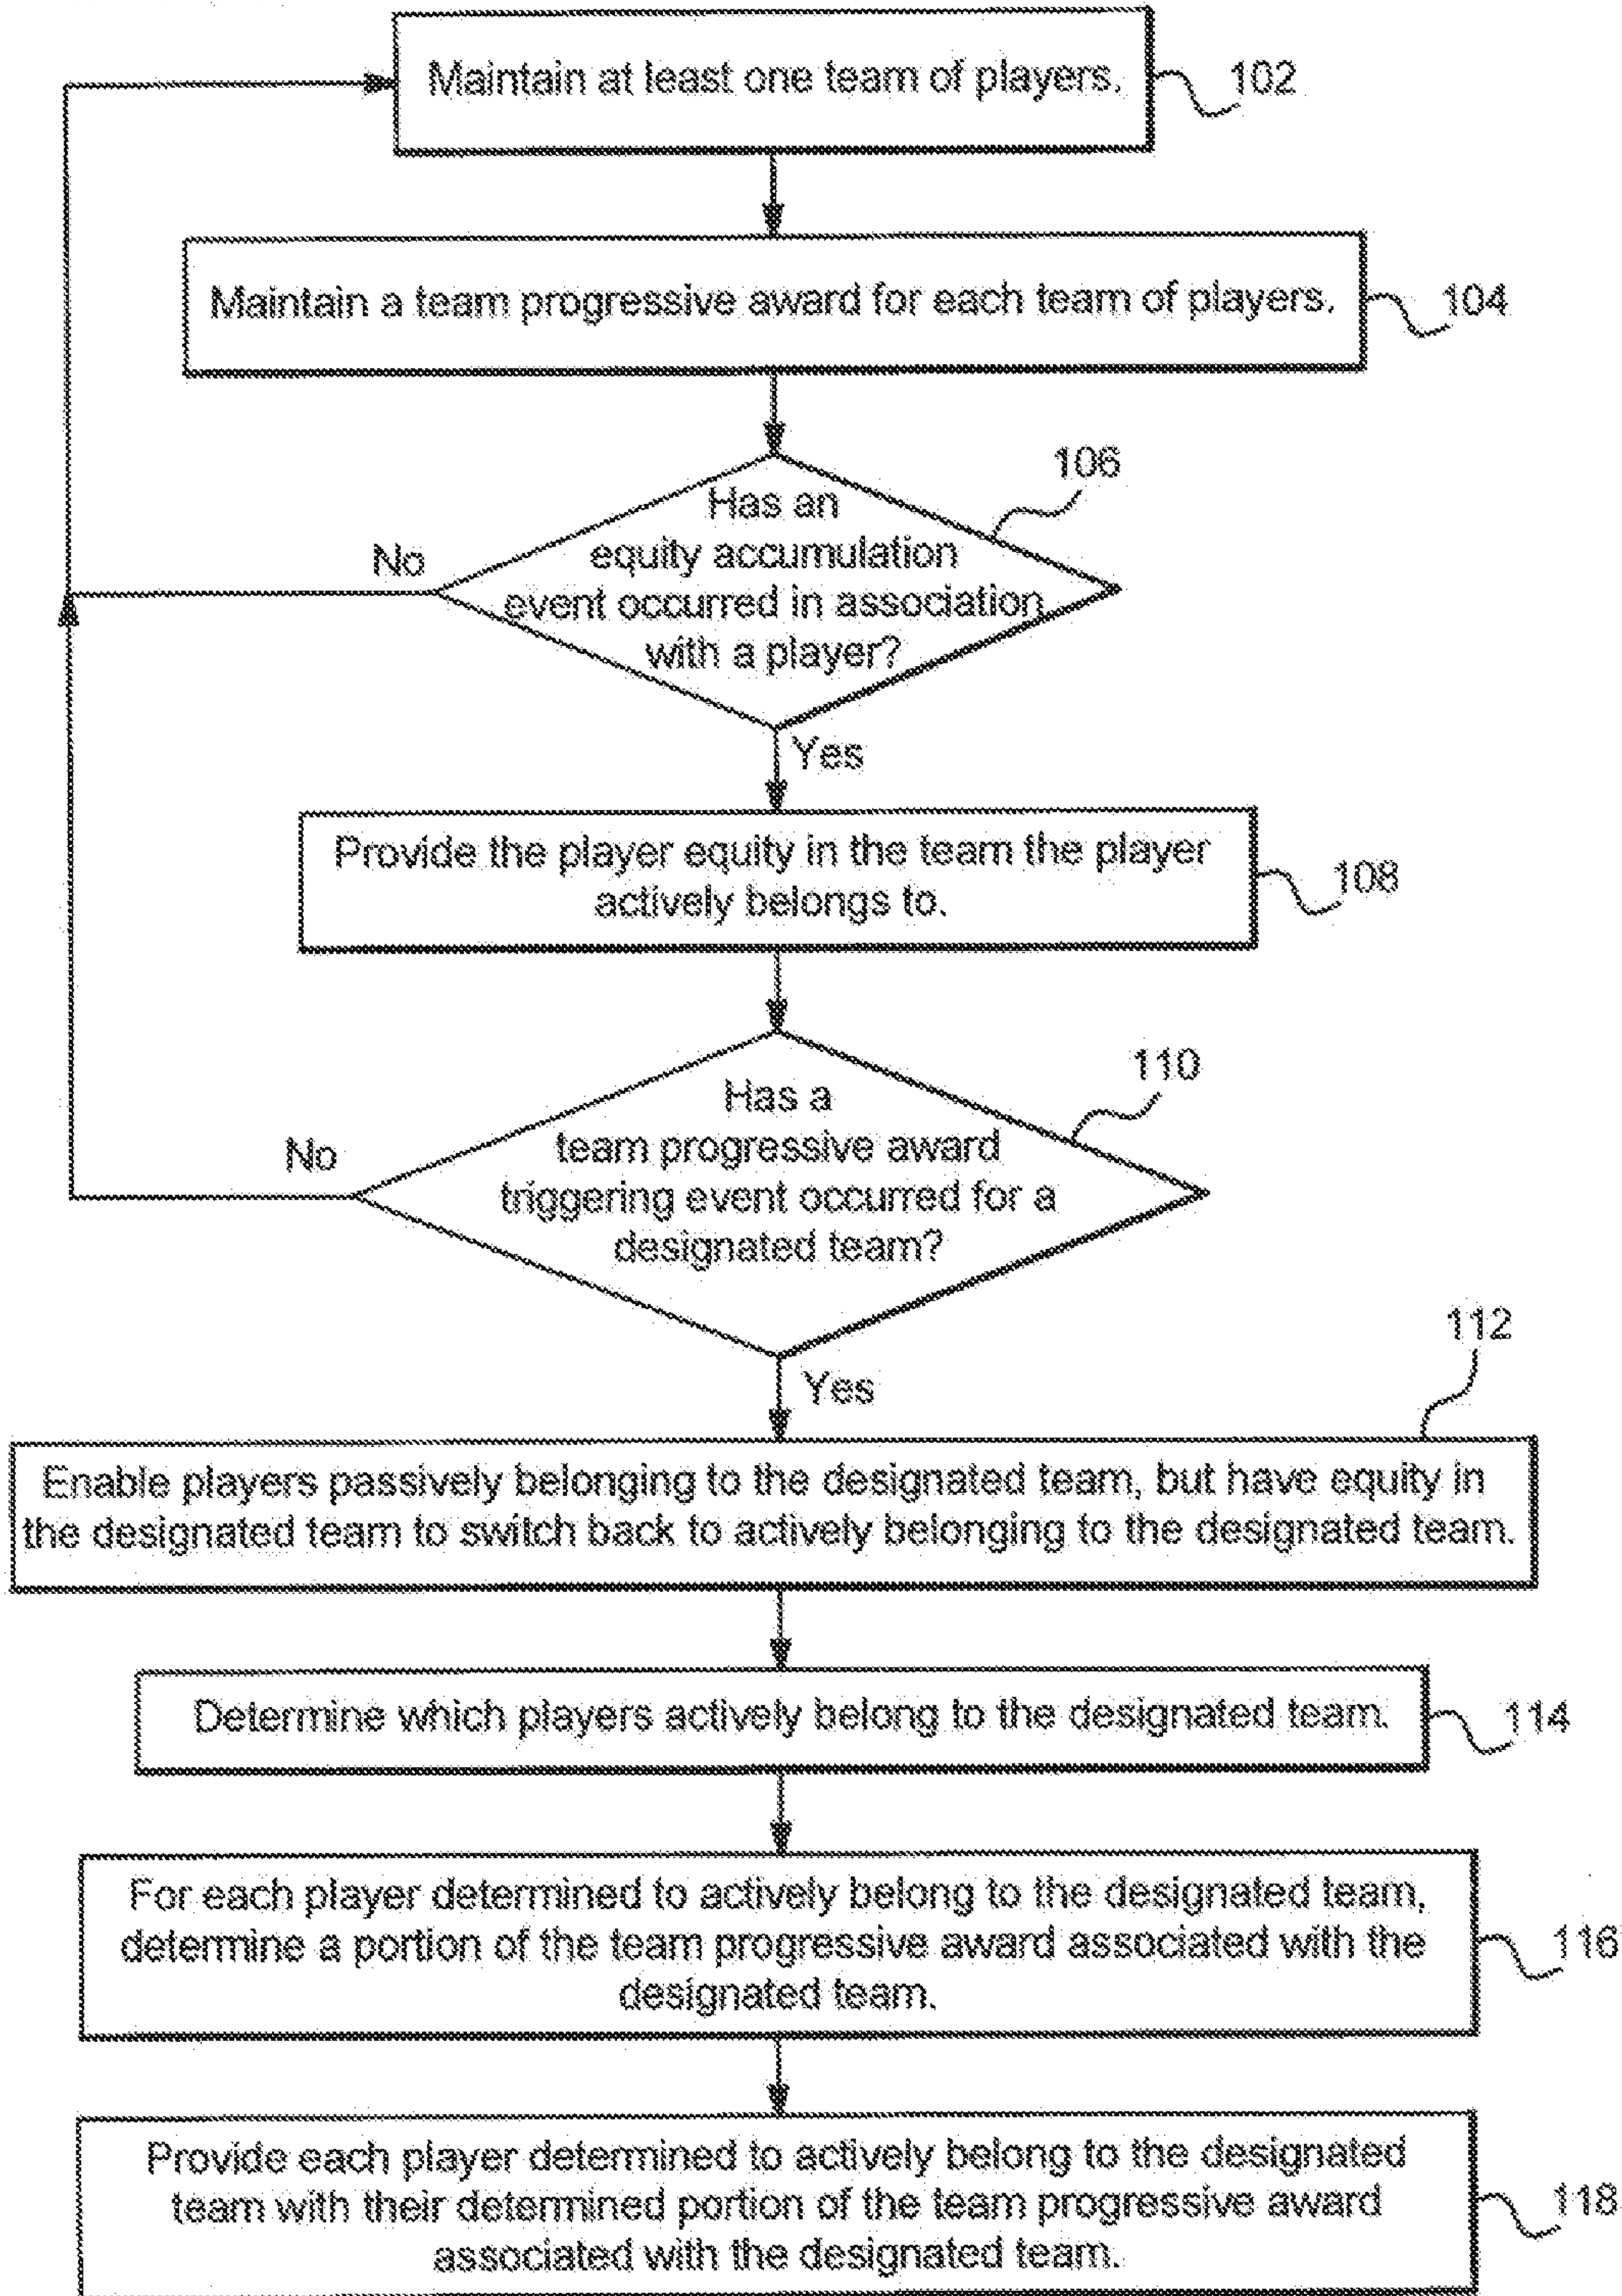 Maintain at least one team of players.
102
Maintain a team progressive award for each team of players.
104
106
Has an
equity accumulation
event occurred in association
with a player?
No
Yes
Provide the player equity in the team the player
actively belongs to.
108
110
Has a
team progressive award
triggering event occurred for a
designated team?
No
Yes
112
Enable players passively belonging to the designated team, but have equity in
the designated team to switch back to actively belonging to the designated team.
Determine which players actively belong to the designated team.
114
For each player determined to actively belong to the designated team,
determine a portion of the team progressive award associated with the
designated team.
116
Provide each player determined to actively belong to the designated
team with their determined portion of the team progressive award
associated with the designated team.
118